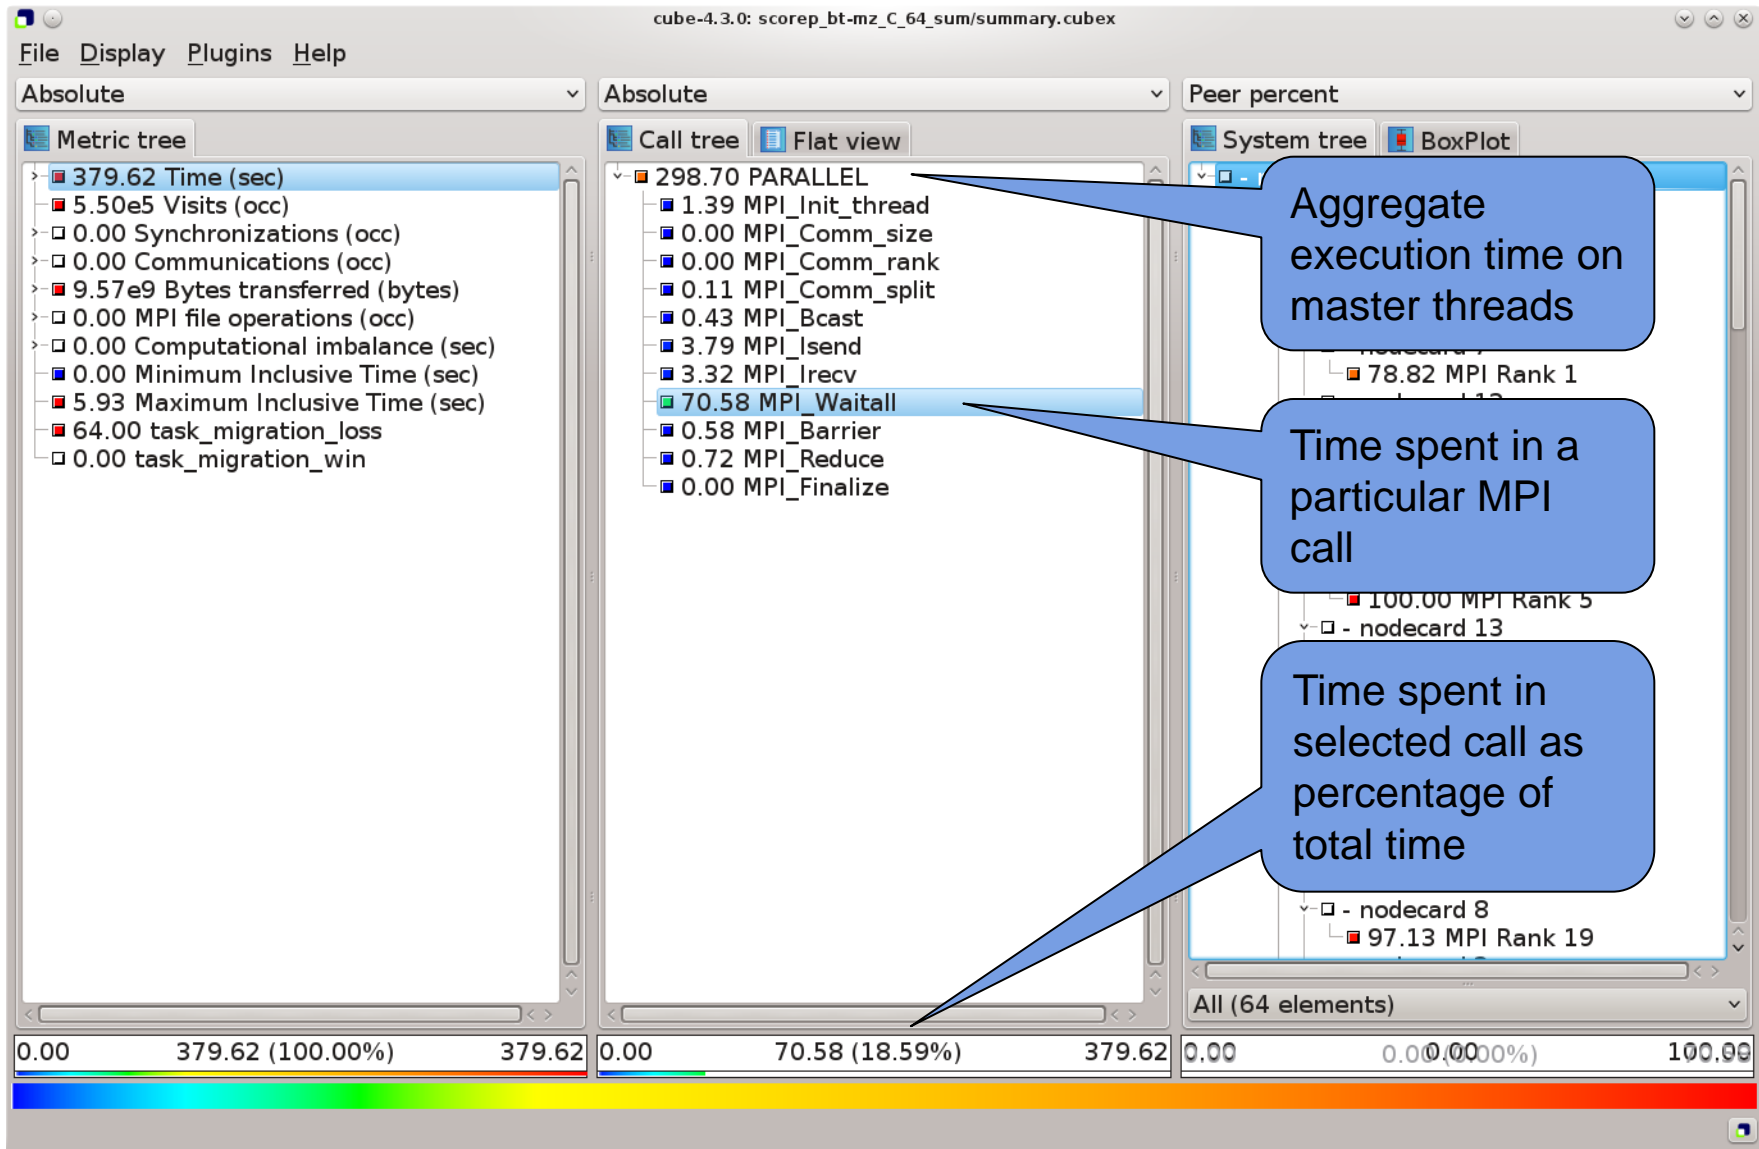 cube-4.3.0: scorep_bt-mz_C_64_sum/summary.cubex
File Display Plugins Help
Absolute
Absolute
Peer percent
Metric tree
Call tree
Flat view
System tree
BoxPlot
379.62 Time (sec)
5.50e5 Visits (occ)
0.00 Synchronizations (occ)
0.00 Communications (occ)
9.57e9 Bytes transferred (bytes)
0.00 MPI file operations (occ)
0.00 Computational imbalance (sec)
0.00 Minimum Inclusive Time (sec)
5.93 Maximum Inclusive Time (sec)
64.00 task_migration_loss
0.00 task_migration_win
298.70 PARALLEL
1.39 MPI_Init_thread
0.00 MPI_Comm_size
0.00 MPI_Comm_rank
0.11 MPI_Comm_split
0.43 MPI_Bcast
3.79 MPI_Isend
3.32 MPI_Irecv
70.58 MPI_Waitall
0.58 MPI_Barrier
0.72 MPI_Reduce
0.00 MPI_Finalize
Aggregate
execution time on
master threads
78.82 MPI Rank 1
Time spent in a
particular MPI
call
100.00 MPI Rank 5
- nodecard 13
Time spent in
selected call as
percentage of
total time
- nodecard 8
97.13 MPI Rank 19
All (64 elements)
0.00 379.62 (100.00%) 379.62
0.00 70.58 (18.59%) 379.62
0.00